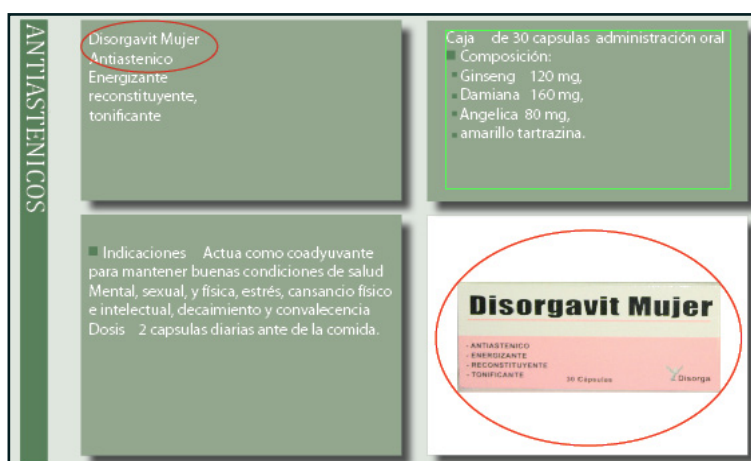 ANTIASTENICOS
Disorgavit Mujer
Antiastenico
Energizante
reconstituyente,
tonificante
Caja de 30 capsulas administración oral
Composición:
Ginseng 120 mg,
Damiana 160 mg,
Angelica 80 mg,
amarillo tartrazina.
Indicaciones Actua como coadyuvante
para mantener buenas condiciones de salud
Mental, sexual, y física, estrés, cansancio físico
e intelectual, decaimiento y convalecencia
Dosis 2 capsulas diarias ante de la comida.
Disorgavit Mujer
- ANTIASTENICO
- ENERGIZANTE
- RECONSTITUYENTE
- TONIFICANTE
30 Cápsulas
Disorga